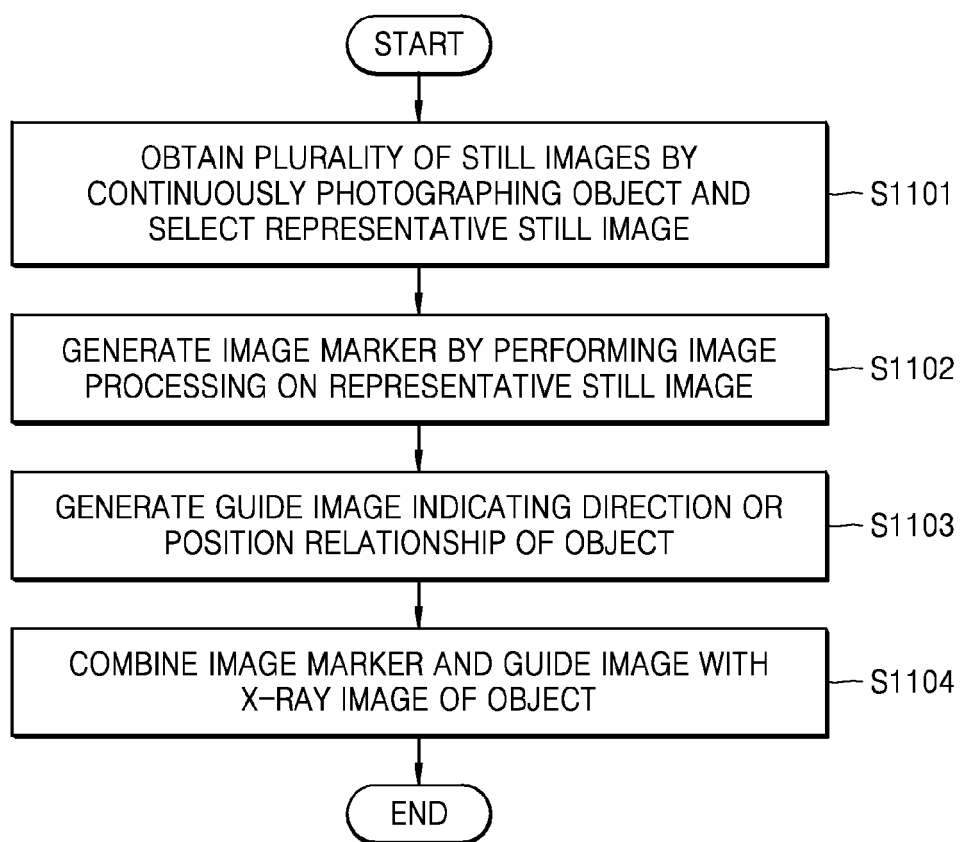 START
OBTAIN PLURALITY OF STILL IMAGES BY
CONTINUOUSLY PHOTOGRAPHING OBJECT AND
SELECT REPRESENTATIVE STILL IMAGE
S1101
GENERATE IMAGE MARKER BY PERFORMING IMAGE
PROCESSING ON REPRESENTATIVE STILL IMAGE
S1102
GENERATE GUIDE IMAGE INDICATING DIRECTION OR
POSITION RELATIONSHIP OF OBJECT
S1103
COMBINE IMAGE MARKER AND GUIDE IMAGE WITH
X-RAY IMAGE OF OBJECT
S1104
END